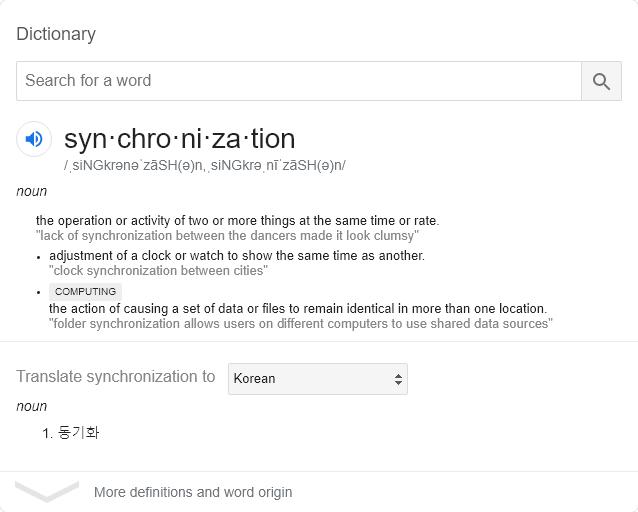 Dictionary
Search for a word
syn·chro·ni·za·tion
/ˌsiNGkrənəˈzāSH(ə)n,ˌsiNGkrəˌnīˈzāSH(ə)n/
noun
the operation or activity of two or more things at the same time or rate.
"lack of synchronization between the dancers made it look clumsy"
• adjustment of a clock or watch to show the same time as another.
"clock synchronization between cities"
• COMPUTING
the action of causing a set of data or files to remain identical in more than one location.
"folder synchronization allows users on different computers to use shared data sources"
Translate synchronization to Korean
noun
1. 동기화
More definitions and word origin